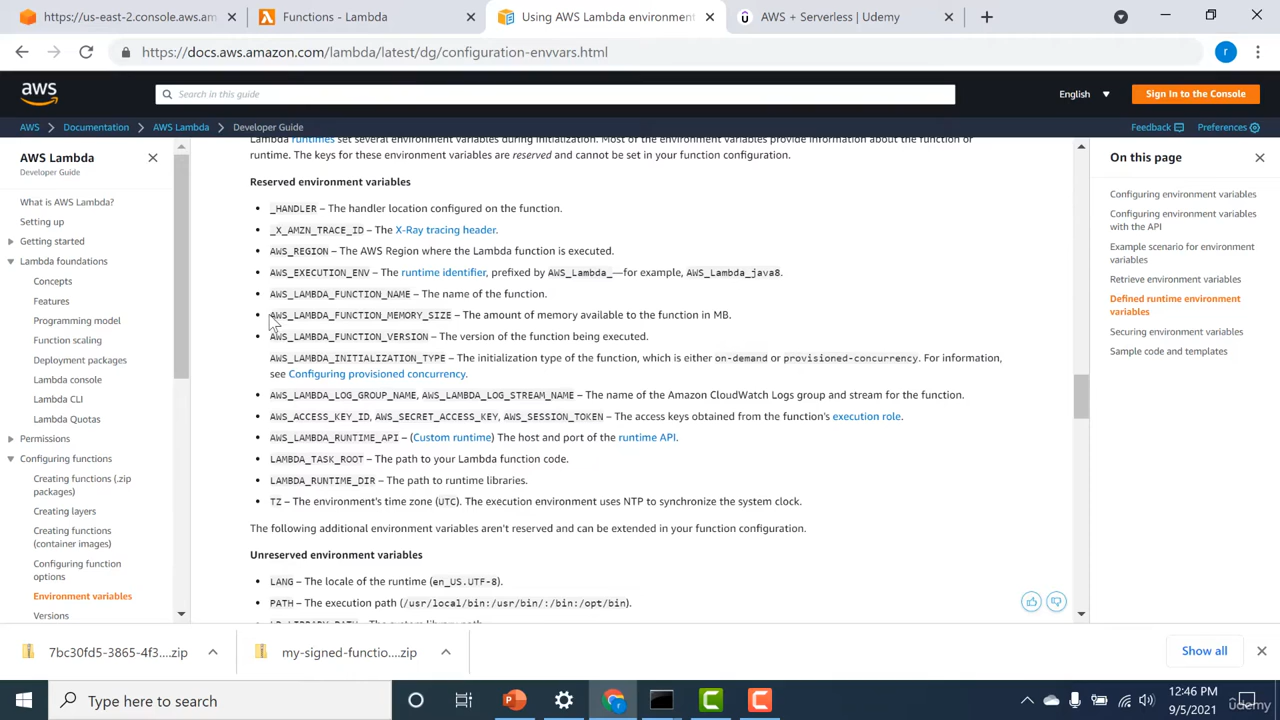 https://us-east-2.console.aws.am
Functions - Lambda
Using AWS Lambda environment
AWS + Serverless | Udemy
https://docs.aws.amazon.com/lambda/latest/dg/configuration-envvars.html
r
aws
Search in this guide
English
Sign In to the Console
AWS
Documentation
AWS Lambda
Developer Guide
Feedback
Preferences
AWS Lambda
Developer Guide
What is AWS Lambda?
Setting up
Getting started
Lambda foundations
Concepts
Features
Programming model
Function scaling
Deployment packages
Lambda console
Lambda CLI
Lambda Quotas
Permissions
Configuring functions
Creating functions (.zip
packages)
Creating layers
Creating functions
(container images)
Configuring function
options
Environment variables
Versions
Lambda runtimes set several environment variables during initialization. Most of the environment variables provide information about the function or
runtime. The keys for these environment variables are reserved and cannot be set in your function configuration.
Reserved environment variables
• _HANDLER – The handler location configured on the function.
• _X_AMZN_TRACE_ID – The X-Ray tracing header.
• AWS_REGION – The AWS Region where the Lambda function is executed.
• AWS_EXECUTION_ENV – The runtime identifier, prefixed by AWS_Lambda_—for example, AWS_Lambda_java8.
• AWS_LAMBDA_FUNCTION_NAME – The name of the function.
• AWS_LAMBDA_FUNCTION_MEMORY_SIZE – The amount of memory available to the function in MB.
• AWS_LAMBDA_FUNCTION_VERSION – The version of the function being executed.
AWS_LAMBDA_INITIALIZATION_TYPE – The initialization type of the function, which is either on-demand or provisioned-concurrency. For information,
see Configuring provisioned concurrency.
• AWS_LAMBDA_LOG_GROUP_NAME, AWS_LAMBDA_LOG_STREAM_NAME – The name of the Amazon CloudWatch Logs group and stream for the function.
• AWS_ACCESS_KEY_ID, AWS_SECRET_ACCESS_KEY, AWS_SESSION_TOKEN – The access keys obtained from the function's execution role.
• AWS_LAMBDA_RUNTIME_API – (Custom runtime) The host and port of the runtime API.
• LAMBDA_TASK_ROOT – The path to your Lambda function code.
• LAMBDA_RUNTIME_DIR – The path to runtime libraries.
• TZ – The environment's time zone (UTC). The execution environment uses NTP to synchronize the system clock.
The following additional environment variables aren't reserved and can be extended in your function configuration.
Unreserved environment variables
• LANG – The locale of the runtime (en_US.UTF-8).
• PATH – The execution path (/usr/local/bin:/usr/bin/:/bin:/opt/bin).
On this page
Configuring environment variables
Configuring environment variables
with the API
Example scenario for environment
variables
Retrieve environment variables
Defined runtime environment
variables
Securing environment variables
Sample code and templates
7bc30fd5-3865-4f3....zip
my-signed-functio....zip
Show all
Type here to search
12:46 PM
9/5/2021
udemy